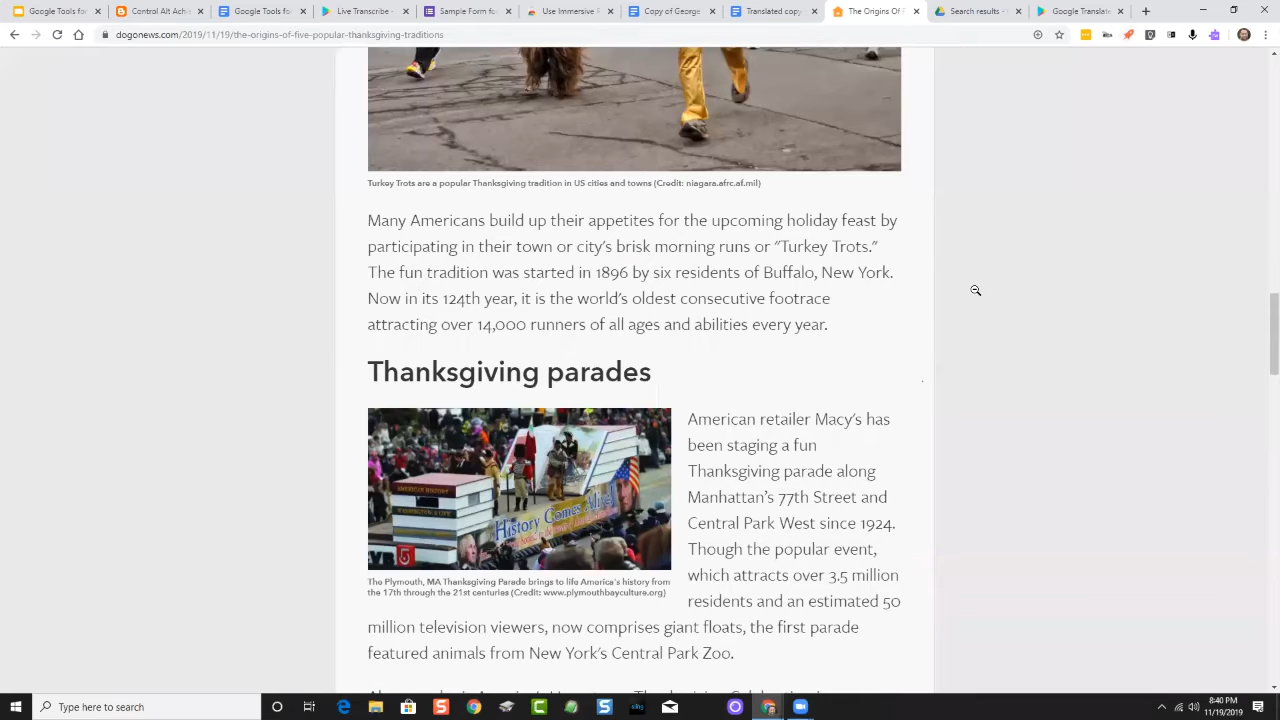 Google Tools fo
Control Alt Achi
Google Tools fo
Live Transcribe -
Control Alt Achi
Sample Form
Use Immersive R
Copy of George
Translated copy
The Origins Of F
Search results -
Google Translat
dogonews.com/2019/11/19/the-origins-of-five-popular-thanksgiving-traditions
Turkey Trots are a popular Thanksgiving tradition in US cities and towns (Credit: niagara.afrc.af.mil)
Many Americans build up their appetites for the upcoming holiday feast by
participating in their town or city's brisk morning runs or "Turkey Trots."
The fun tradition was started in 1896 by six residents of Buffalo, New York.
Now in its 124th year, it is the world's oldest consecutive footrace
attracting over 14,000 runners of all ages and abilities every year.
Thanksgiving parades
AMERICAN HISTORY
WASHINGTON A LIFE
History Comes Alive!
5
The Plymouth, MA Thanksgiving Parade brings to life America's history from
the 17th through the 21st centuries (Credit: www.plymouthbayculture.org)
American retailer Macy's has
been staging a fun
Thanksgiving parade along
Manhattan's 77th Street and
Central Park West since 1924.
Though the popular event,
which attracts over 3.5 million
residents and an estimated 50
million television viewers, now comprises giant floats, the first parade
featured animals from New York's Central Park Zoo.
Type here to search
sling
8:40 PM
11/19/2019